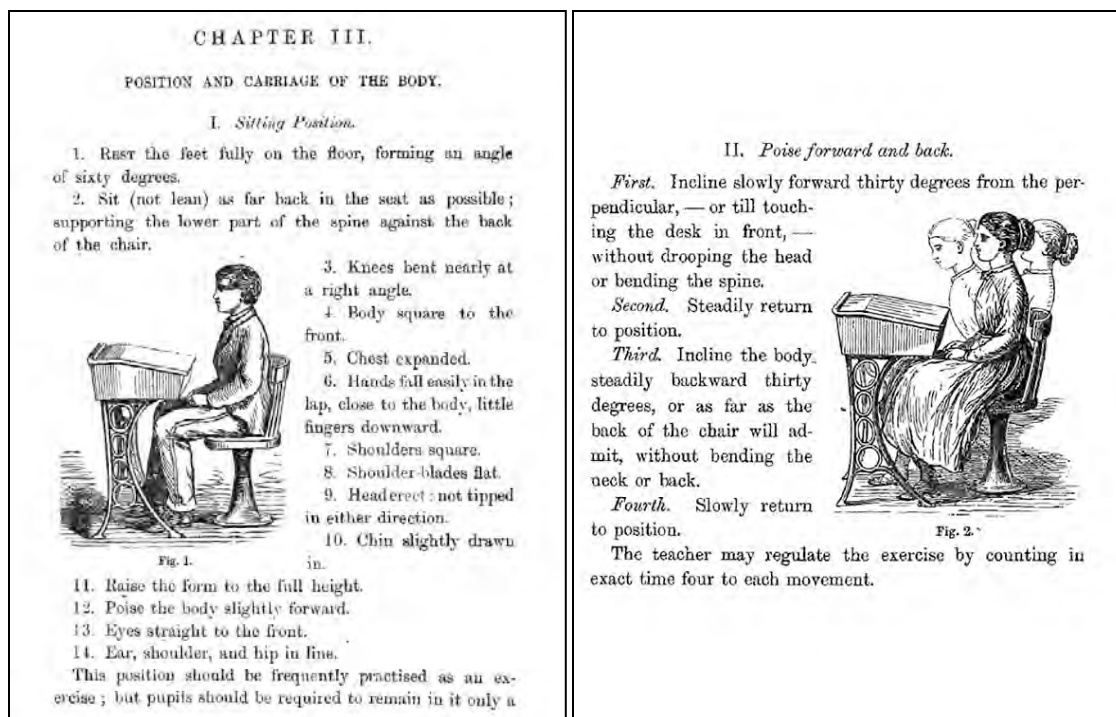 CHAPTER III.
POSITION AND CARRIAGE OF THE BODY.
I. Sitting Position.
1. REST the feet fully on the floor, forming an angle
of sixty degrees.
2. Sit (not lean) as far back in the seat as possible;
supporting the lower part of the spine against the back
of the chair.
3. Knees bent nearly at
a right angle.
4. Body square to the
front.
5. Chest expanded.
6. Hands fall easily in the
lap, close to the body, little
fingers downward.
7. Shoulders square.
8. Shoulder-blades flat.
9. Head erect: not tipped
in either direction.
10. Chin slightly drawn
in.
Fig. 1.
11. Raise the form to the full height.
12. Poise the body slightly forward.
13. Eyes straight to the front.
14. Ear, shoulder, and hip in line.
This position should be frequently practised as an ex-
ercise; but pupils should be required to remain in it only a
II. Poise forward and back.
First. Incline slowly forward thirty degrees from the per-
pendicular, — or till touch-
ing the desk in front, —
without drooping the head
or bending the spine.
Second. Steadily return
to position.
Third. Incline the body
steadily backward thirty
degrees, or as far as the
back of the chair will ad-
mit, without bending the
neck or back.
Fourth. Slowly return
to position.
Fig. 2.
The teacher may regulate the exercise by counting in
exact time four to each movement.